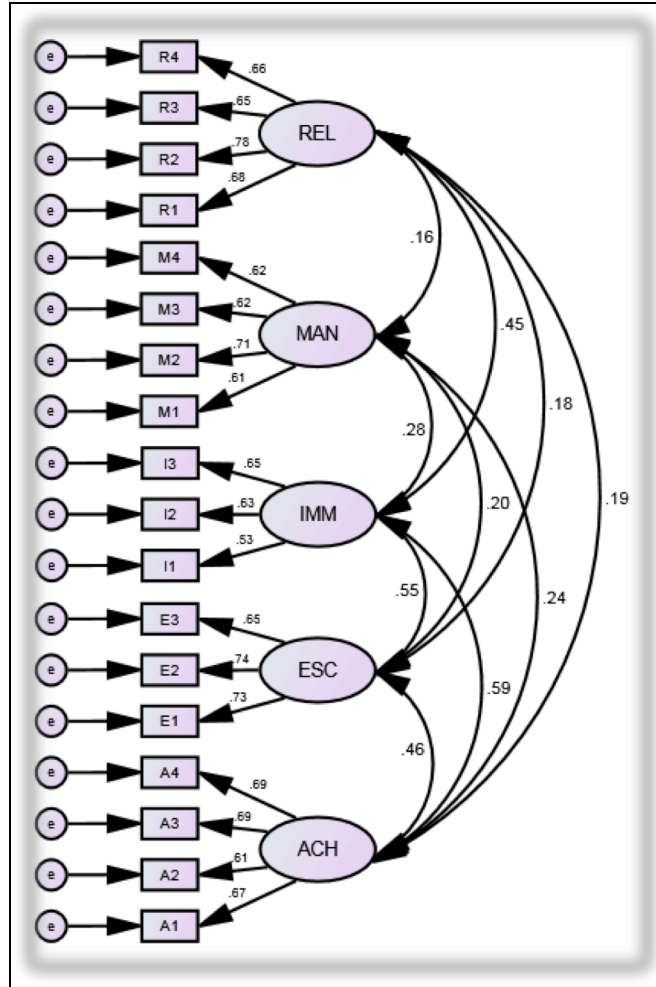 e R4 .66
e R3 .65
REL
e R2 .78
e R1 .68
.16
e M4 .62
e M3 .62
MAN
.45
e M2 .71
e M1 .61
.18
.28
e I3 .65
.19
.20
e I2 .63
IMM
e I1 .53
.55
.24
e E3 .65
e E2 .74
ESC
.59
e E1 .73
.46
e A4 .69
e A3 .69
ACH
e A2 .61
e A1 .67